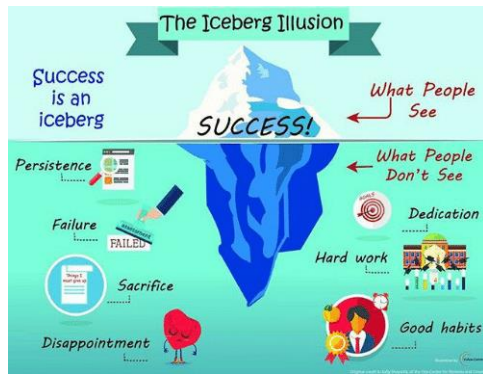 The Iceberg Illusion
Success
is an
iceberg
SUCCESS!
What People
See
What People
Don't See
Persistence
Failure
FAILED
Sacrifice
Disappointment
GOALS
Dedication
Hard work
Good habits